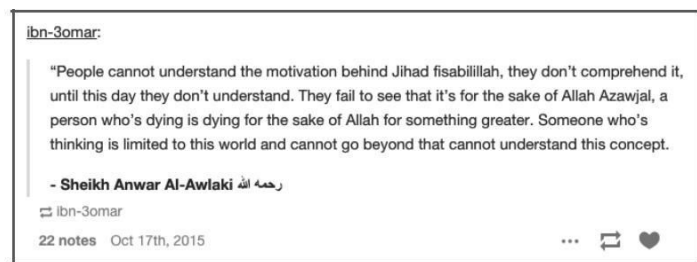 ibn-3omar:
“People cannot understand the motivation behind Jihad fisabilillah, they don’t comprehend it,
until this day they don’t understand. They fail to see that it’s for the sake of Allah Azawjal, a
person who’s dying is dying for the sake of Allah for something greater. Someone who’s
thinking is limited to this world and cannot go beyond that cannot understand this concept.
- Sheikh Anwar Al-Awlaki رحمه الله
ibn-3omar
22 notes Oct 17th, 2015